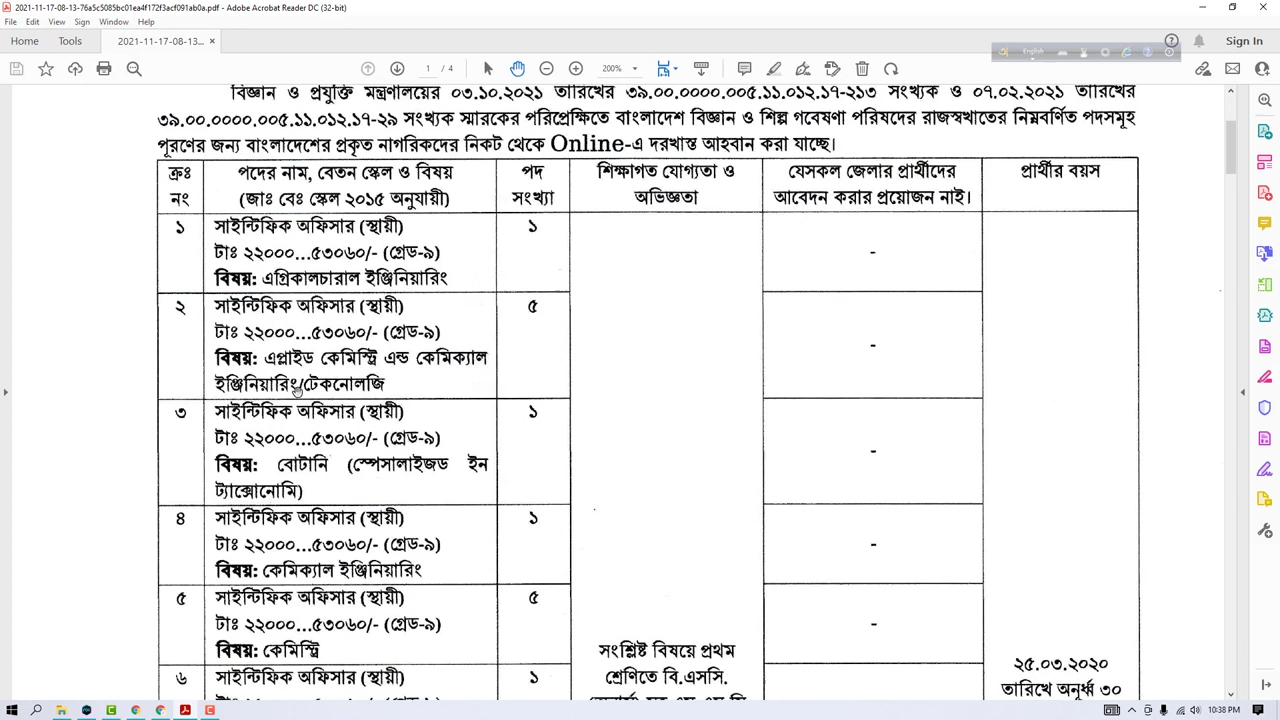 2021-11-17-08-13-76a5c5085bc01ea4f172f3acf091ab0a.pdf - Adobe Acrobat Reader DC (32-bit)
File Edit View Sign Window Help
Home Tools 2021-11-17-08-13... × Sign In
1 / 4 200% English
বিজ্ঞান ও প্রযুক্তি মন্ত্রণালয়ের ০৩.১০.২০২১ তারিখের ৩৯.০০.০০০০.০০৫.১১.০১২.১৭-২১৩ সংখ্যক ও ০৭.০২.২০২১ তারিখের
৩৯.০০.০০০০.০০৫.১১.০১২.১৭-২৯ সংখ্যক স্মারকের পরিপ্রেক্ষিতে বাংলাদেশ বিজ্ঞান ও শিল্প গবেষণা পরিষদের রাজস্বখাতের নিম্নবর্ণিত পদসমূহ
পূরণের জন্য বাংলাদেশের প্রকৃত নাগরিকদের নিকট থেকে Online-এ দরখাস্ত আহবান করা যাচ্ছে।
ক্রঃ নং
পদের নাম, বেতন স্কেল ও বিষয়
(জাঃ বেঃ স্কেল ২০১৫ অনুযায়ী)
পদ সংখ্যা
শিক্ষাগত যোগ্যতা ও
অভিজ্ঞতা
যেসকল জেলার প্রার্থীদের
আবেদন করার প্রয়োজন নাই।
প্রার্থীর বয়স
১ সাইন্টিফিক অফিসার (স্থায়ী) ১
টাঃ ২২০০০...৫৩০৬০/- (গ্রেড-৯) -
বিষয়: এগ্রিকালচারাল ইঞ্জিনিয়ারিং
২ সাইন্টিফিক অফিসার (স্থায়ী) ৫
টাঃ ২২০০০...৫৩০৬০/- (গ্রেড-৯) -
বিষয়: এপ্লাইড কেমিস্ট্রি এন্ড কেমিক্যাল
ইঞ্জিনিয়ারিং/টেকনোলজি
৩ সাইন্টিফিক অফিসার (স্থায়ী) ১
টাঃ ২২০০০...৫৩০৬০/- (গ্রেড-৯) -
বিষয়: বোটানি (স্পেসালাইজড ইন
ট্যাক্সোনোমি)
৪ সাইন্টিফিক অফিসার (স্থায়ী) ১
টাঃ ২২০০০...৫৩০৬০/- (গ্রেড-৯) -
বিষয়: কেমিক্যাল ইঞ্জিনিয়ারিং
৫ সাইন্টিফিক অফিসার (স্থায়ী) ৫
টাঃ ২২০০০...৫৩০৬০/- (গ্রেড-৯) -
বিষয়: কেমিস্ট্রি
৬ সাইন্টিফিক অফিসার (স্থায়ী) ১
সংশ্লিষ্ট বিষয়ে প্রথম
শ্রেণিতে বি.এসসি.
২৫.০৩.২০২০
তারিখে অনূর্ধ্ব ৩০
10:38 PM